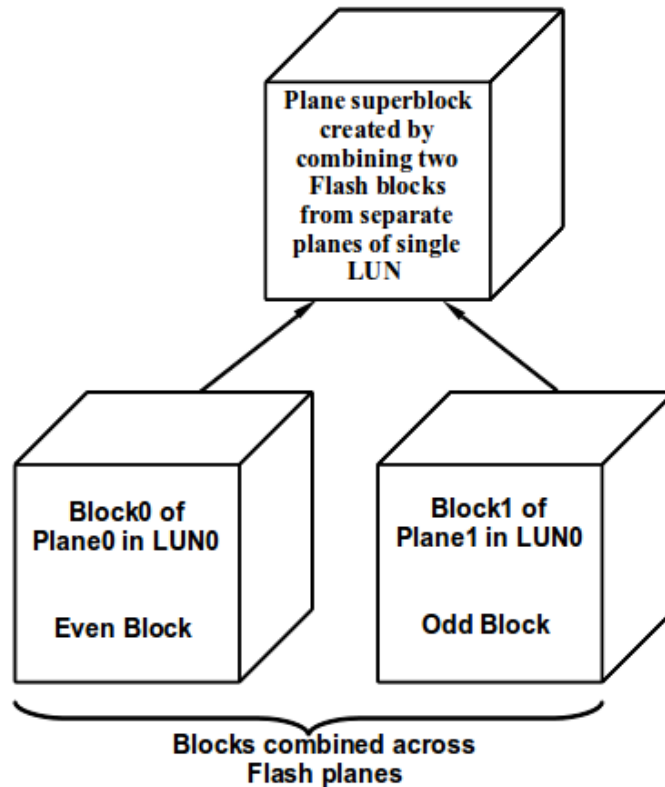 Plane superblock
created by
combining two
Flash blocks
from separate
planes of single
LUN
Block0 of
Plane0 in LUN0
Even Block
Block1 of
Plane1 in LUN0
Odd Block
Blocks combined across
Flash planes